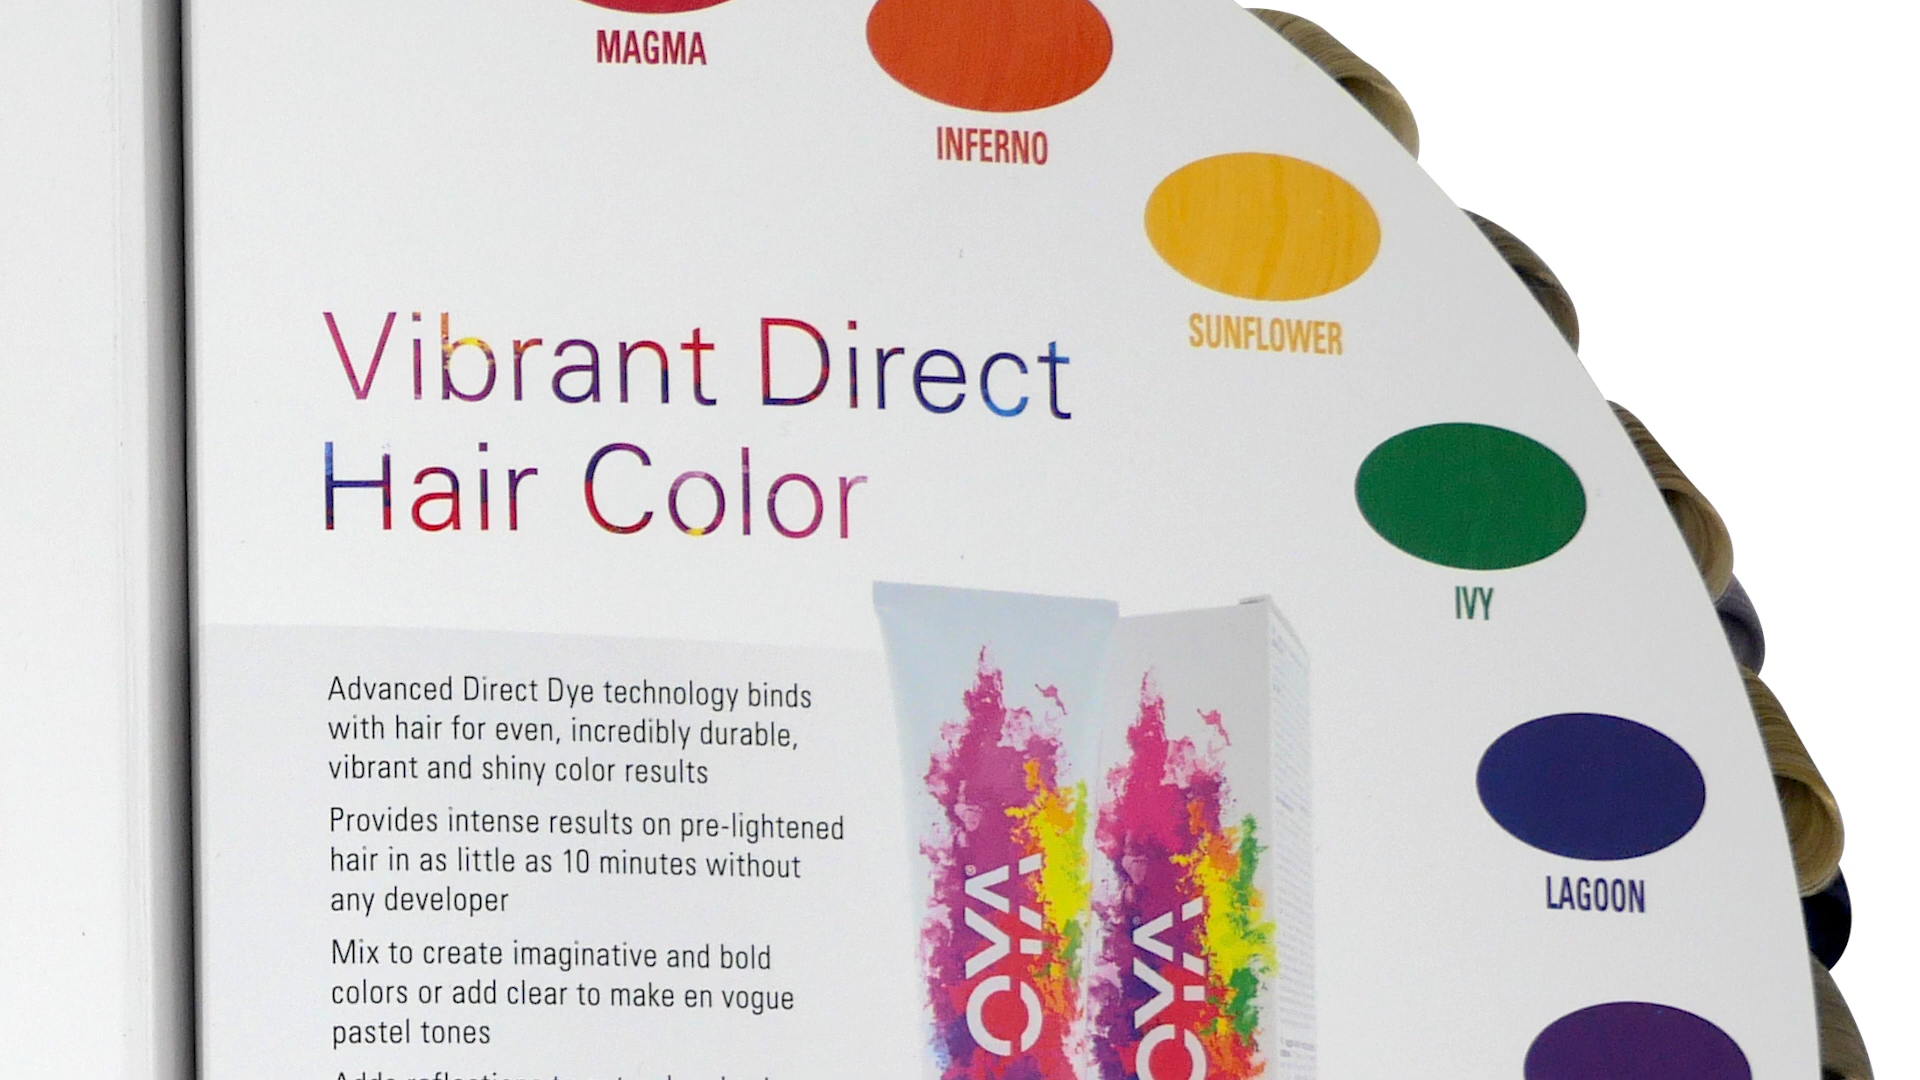 MAGMA
INFERNO
SUNFLOWER
Vibrant Direct
Hair Color
IVY
Advanced Direct Dye technology binds
with hair for even, incredibly durable,
vibrant and shiny color results
Provides intense results on pre-lightened
hair in as little as 10 minutes without
any developer
LAGOON
Mix to create imaginative and bold
colors or add clear to make en vogue
pastel tones
OYA
OYA